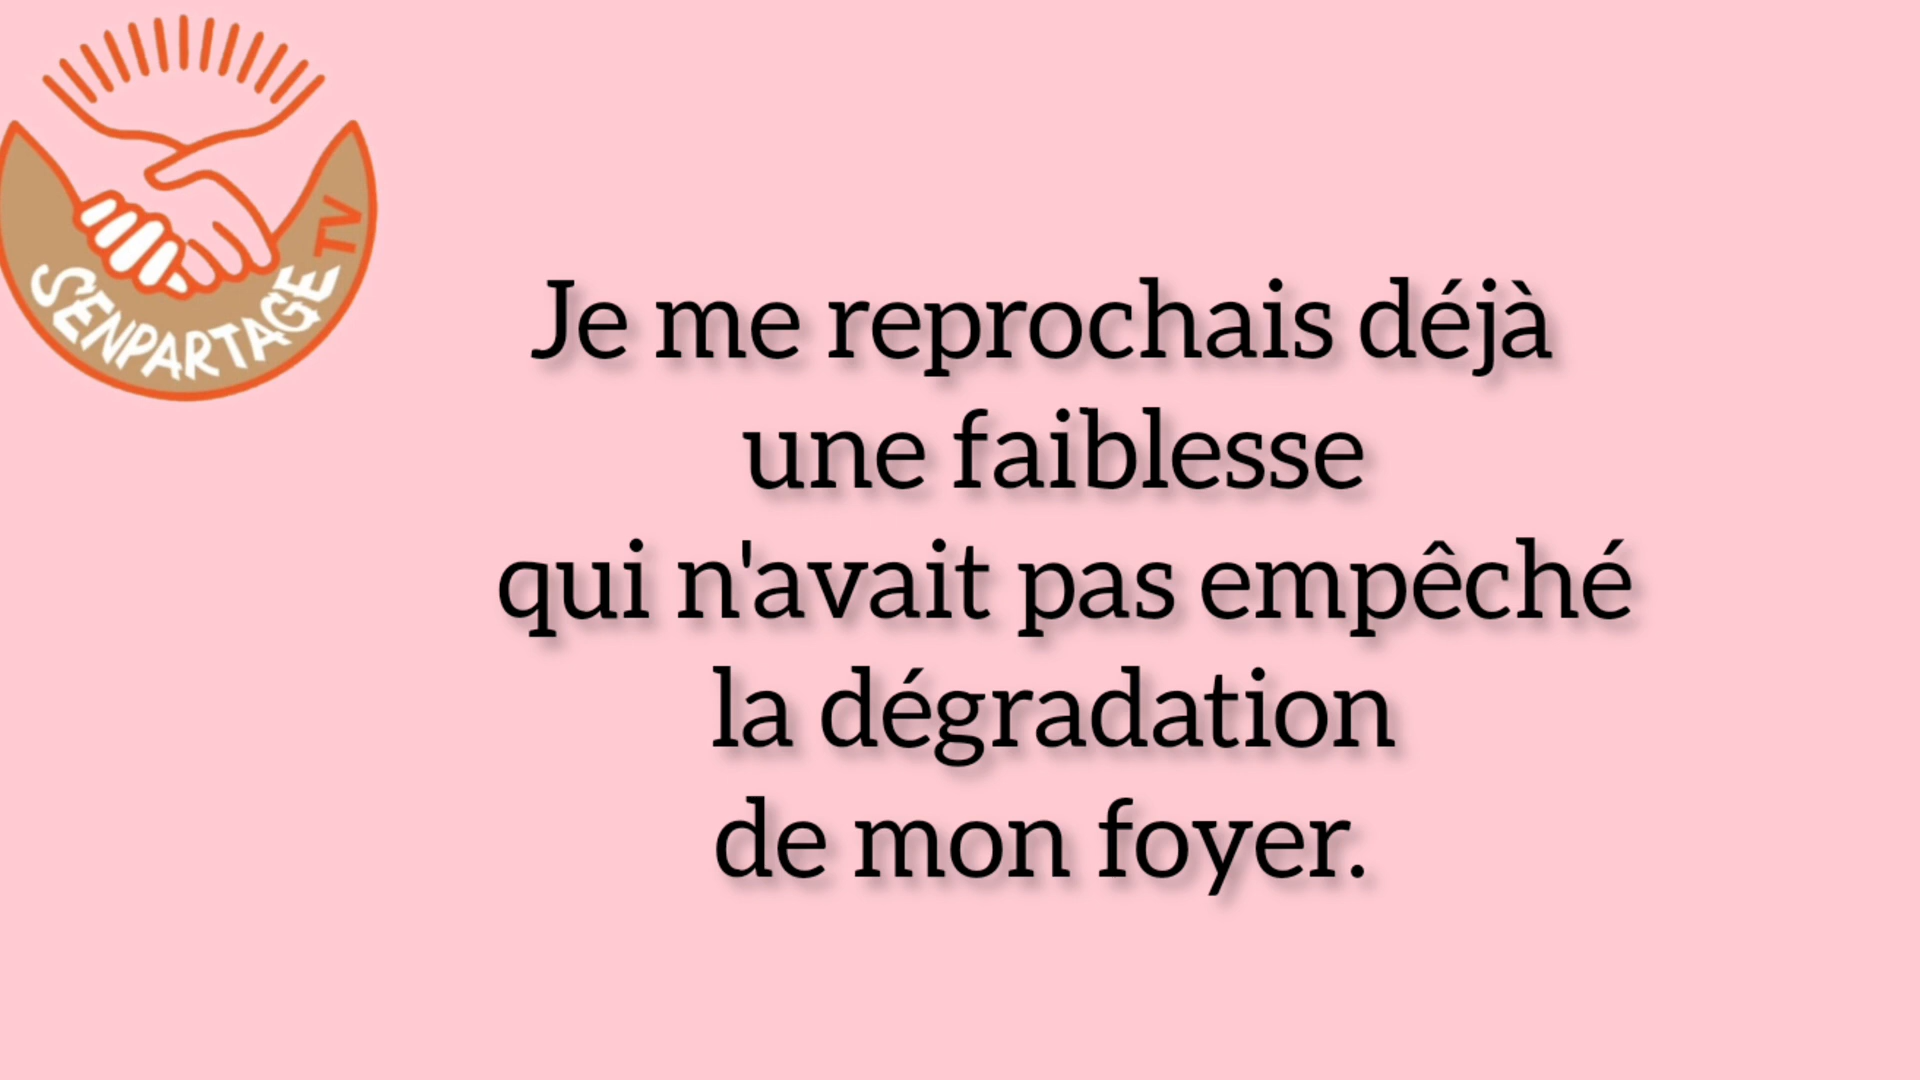 SENPARTAGE TV
Je me reprochais déjà
une faiblesse
qui n'avait pas empêché
la dégradation
de mon foyer.